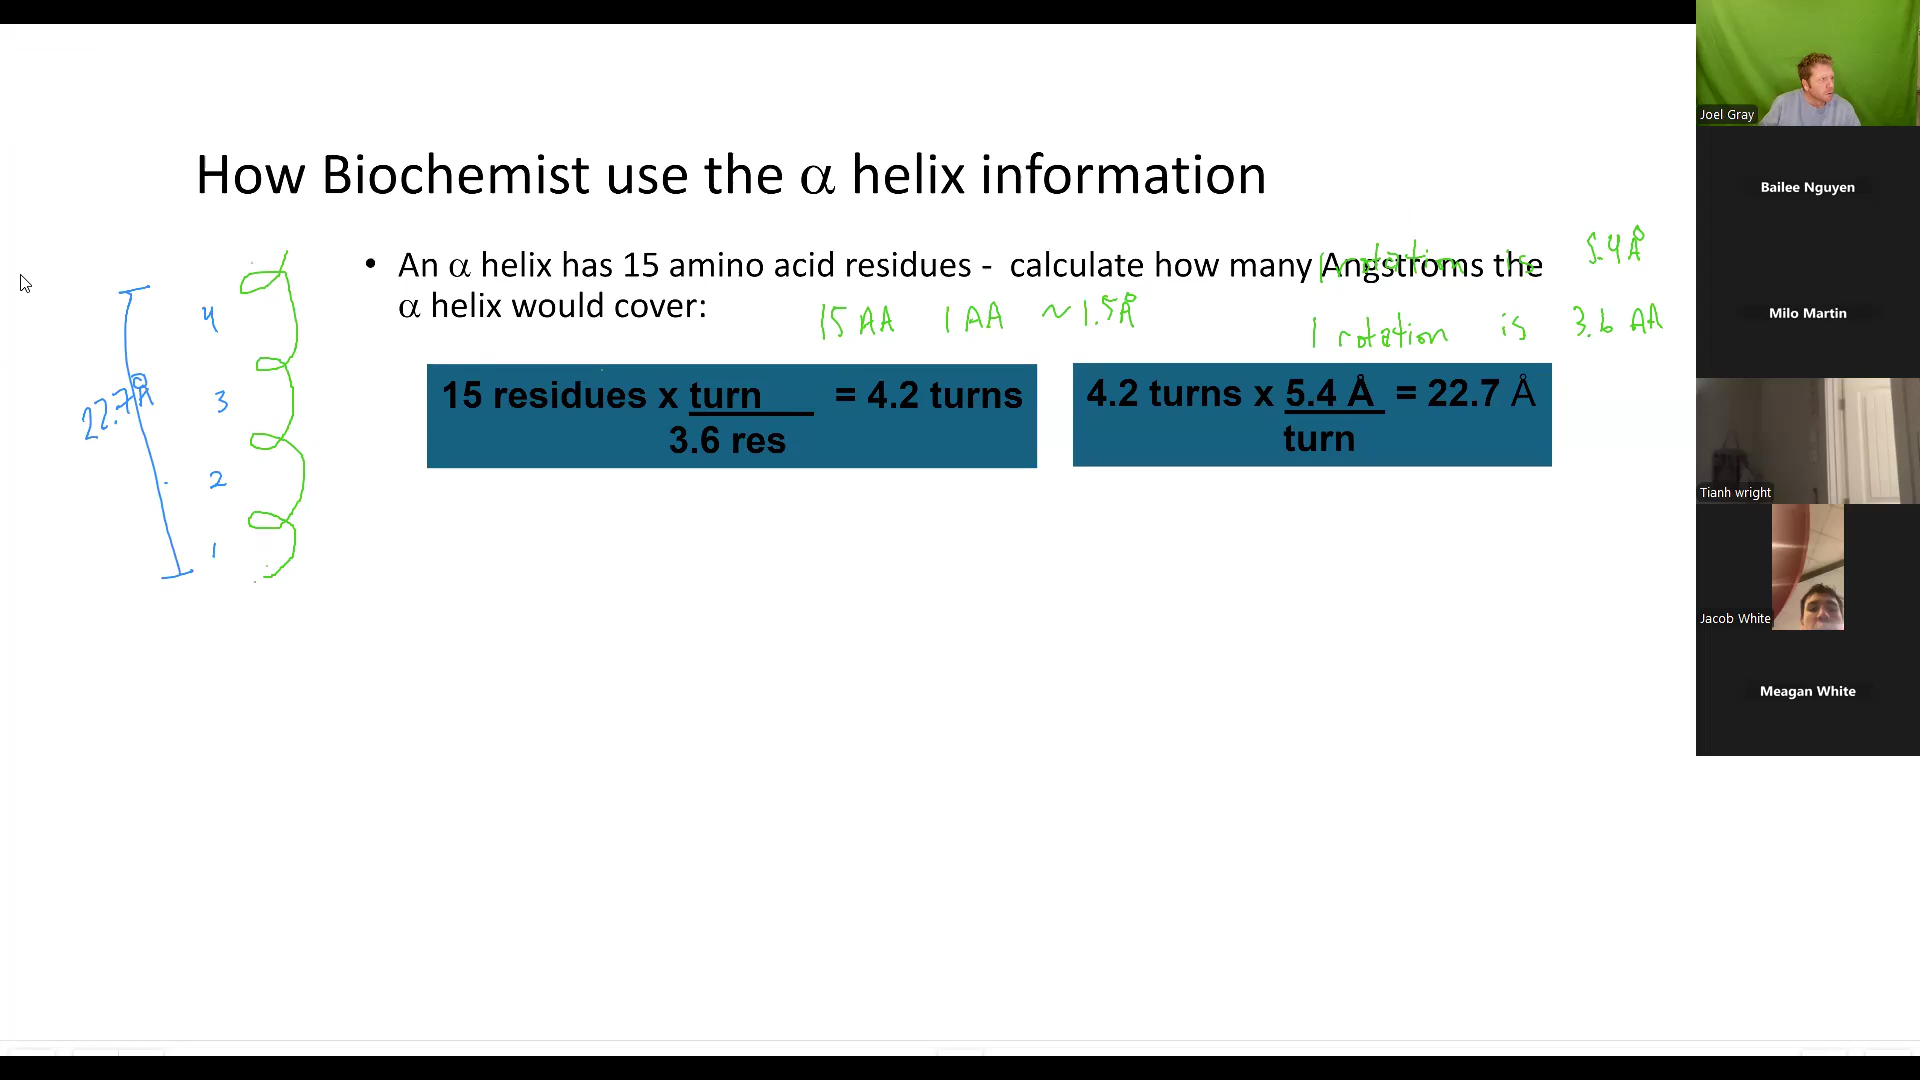 How Biochemist use the α helix information
• An α helix has 15 amino acid residues - calculate how many Angstroms the
α helix would cover:
1 rotation is 5.4 Å
15 AA 1 AA ~ 1.5 Å
1 rotation is 3.6 AA
15 residues x turn = 4.2 turns
3.6 res
4.2 turns x 5.4 Å = 22.7 Å
turn
22.7 Å
4
3
2
1
Joel Gray
Bailee Nguyen
Milo Martin
Tianh wright
Jacob White
Meagan White